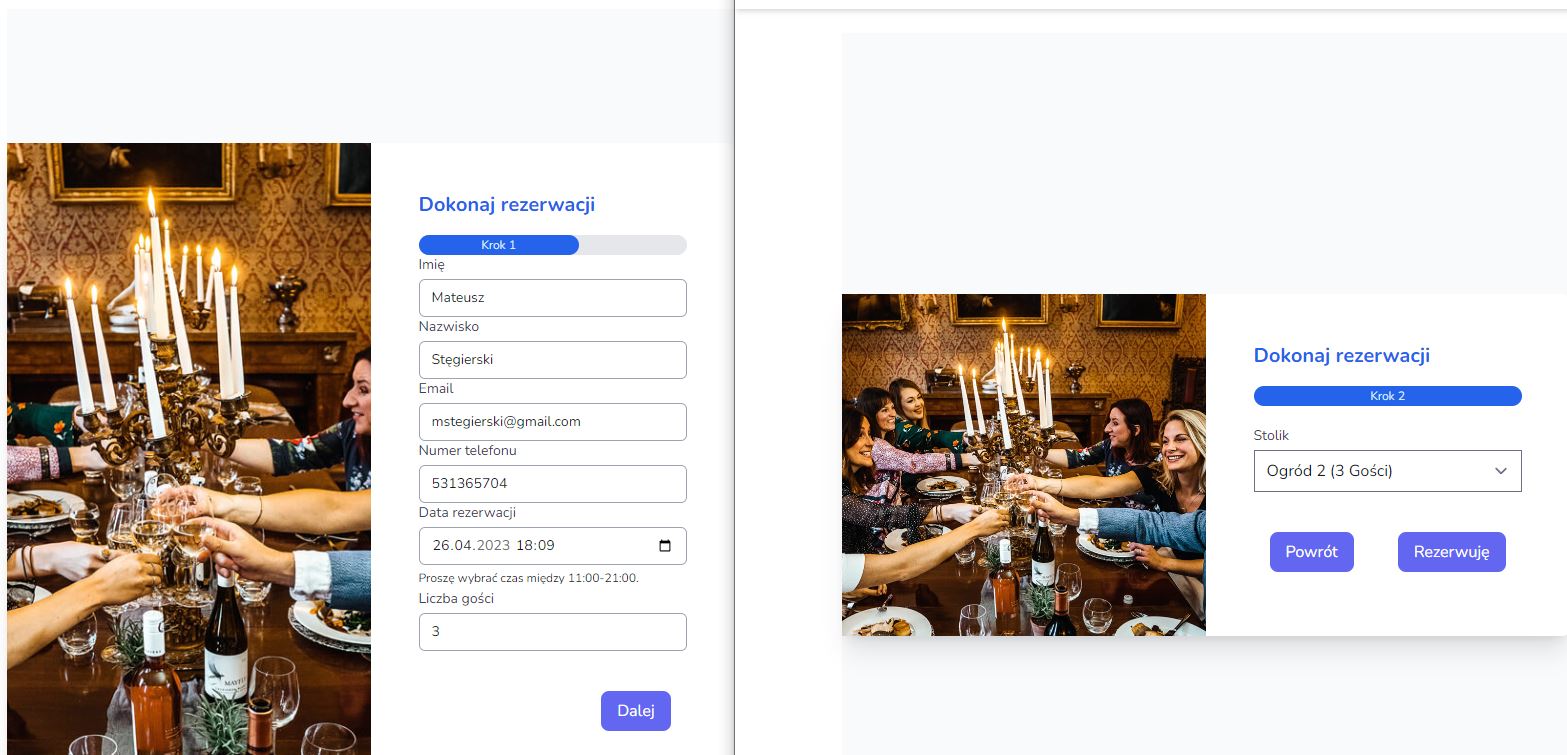 Dokonaj rezerwacji
Krok 1
Imię
Mateusz
Nazwisko
Stęgierski
Email
mstegierski@gmail.com
Numer telefonu
531365704
Data rezerwacji
26.04.2023 18:09
Proszę wybrać czas między 11:00-21:00.
Liczba gości
3
Dalej
Dokonaj rezerwacji
Krok 2
Stolik
Ogród 2 (3 Gości)
Powrót
Rezerwuję